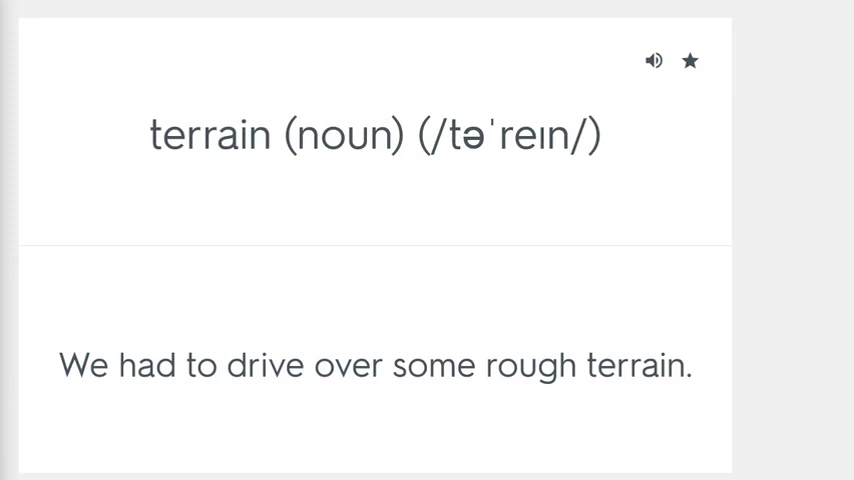 terrain (noun) (/təˈreɪn/)
We had to drive over some rough terrain.